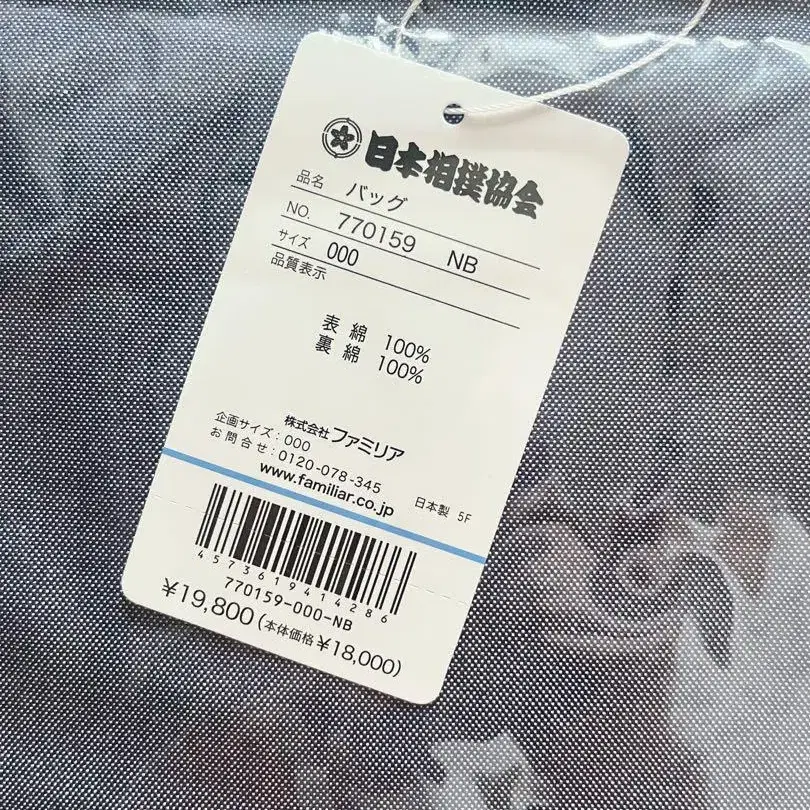 日本相撲協会
品名 バッグ
NO. 770159 NB
サイズ 000
品質表示
表 綿 100%
裏 綿 100%
株式会社 ファミリア
企画サイズ:000
お問合せ:0120-078-345
www.familiar.co.jp
日本製 5F
4573619414286
770159-000-NB
¥19,800(本体価格¥18,000)